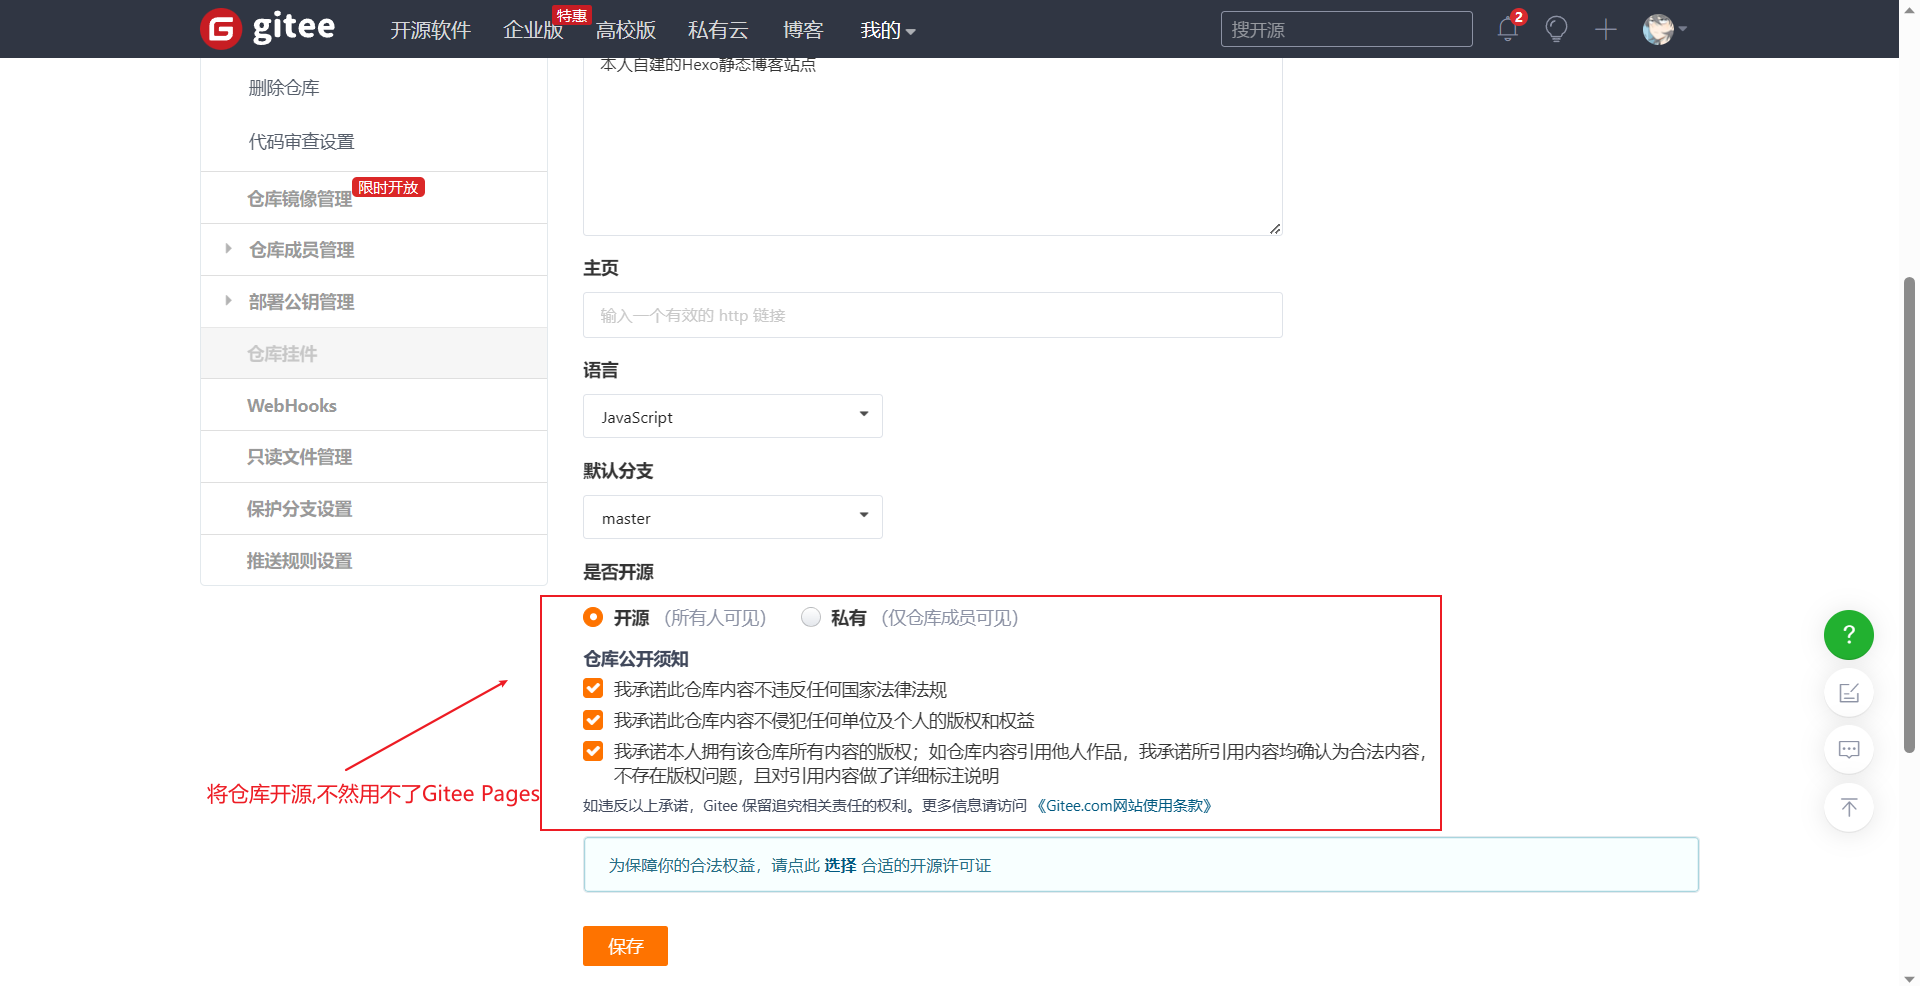 gitee
开源软件
企业版
特惠
高校版
私有云
博客
我的
搜开源
2
删除仓库
代码审查设置
仓库镜像管理
限时开放
仓库成员管理
部署公钥管理
仓库挂件
WebHooks
只读文件管理
保护分支设置
推送规则设置
本人自建的Hexo静态博客站点
主页
输入一个有效的 http 链接
语言
JavaScript
默认分支
master
是否开源
开源 (所有人可见) 私有 (仅仓库成员可见)
仓库公开须知
我承诺此仓库内容不违反任何国家法律法规
我承诺此仓库内容不侵犯任何单位及个人的版权和权益
我承诺本人拥有该仓库所有内容的版权；如仓库内容引用他人作品，我承诺所引用内容均确认为合法内容，
不存在版权问题，且对引用内容做了详细标注说明
如违反以上承诺，Gitee 保留追究相关责任的权利。更多信息请访问 《Gitee.com网站使用条款》
将仓库开源,不然用不了Gitee Pages
为保障你的合法权益，请点此 选择 合适的开源许可证
保存
?